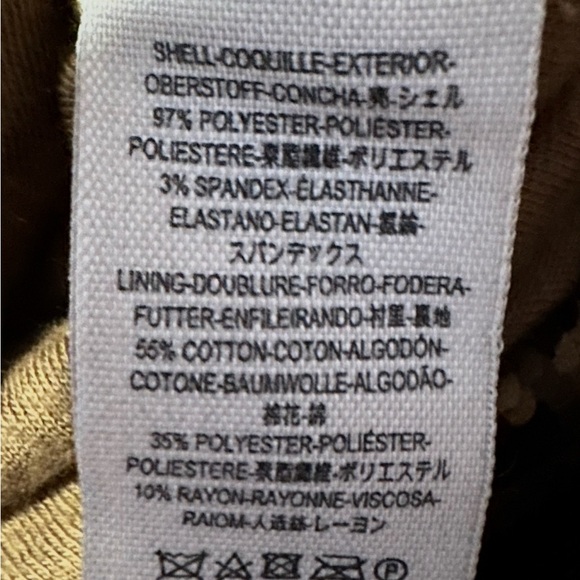 SHELL-COQUILLE-EXTERIOR-
OBERSTOFF-CONCHA-売-シェル
97% POLYESTER-POLIÉSTER-
POLIESTERE-聚脂纖維-ポリエステル
3% SPANDEX-ÉLASTHANNE-
ELASTANO-ELASTAN-氨綸-
スパンデックス
LINING-DOUBLURE-FORRO-FODERA-
FUTTER-ENFILEIRANDO-衬里-裏地
55% COTTON-COTON-ALGODÓN-
COTONE-BAUMWOLLE-ALGODÃO-
棉花-綿
35% POLYESTER-POLIÉSTER-
POLIESTERE-聚脂纖維-ポリエステル
10% RAYON-RAYONNE-VISCOSA-
RAIOM-人造絲-レーヨン
P